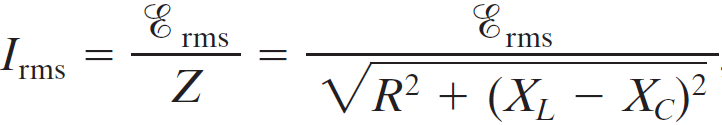 I_rms = ℰ_rms / Z = ℰ_rms / √(R² + (X_L − X_C)²).